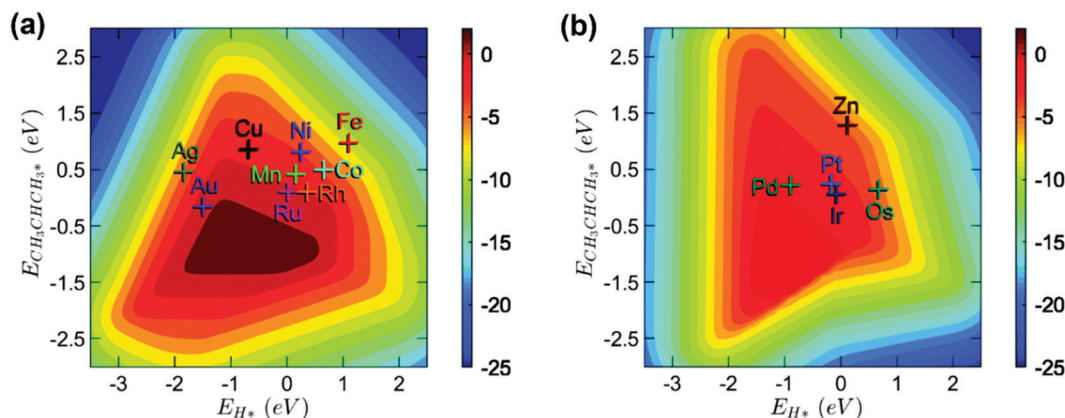 (a)
2.5
1.5
0.5
-0.5
-1.5
-2.5
E_{CH_3CHCH_3*} (eV)
-3 -2 -1 0 1 2
E_{H*} (eV)
Cu
Ni
Fe
Ag
Mn
Co
Au
Ru
Rh
0
-5
-10
-15
-20
-25
(b)
2.5
1.5
0.5
-0.5
-1.5
-2.5
E_{CH_3CHCH_3*} (eV)
-3 -2 -1 0 1 2
E_{H*} (eV)
Zn
Pt
Pd
Ir
Os
0
-5
-10
-15
-20
-25